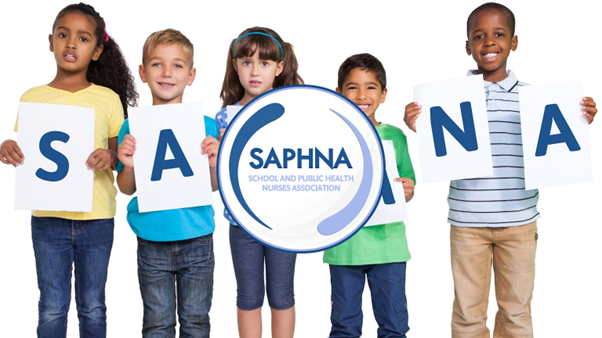 S A N A
SAPHNA
SCHOOL AND PUBLIC HEALTH
NURSES ASSOCIATION